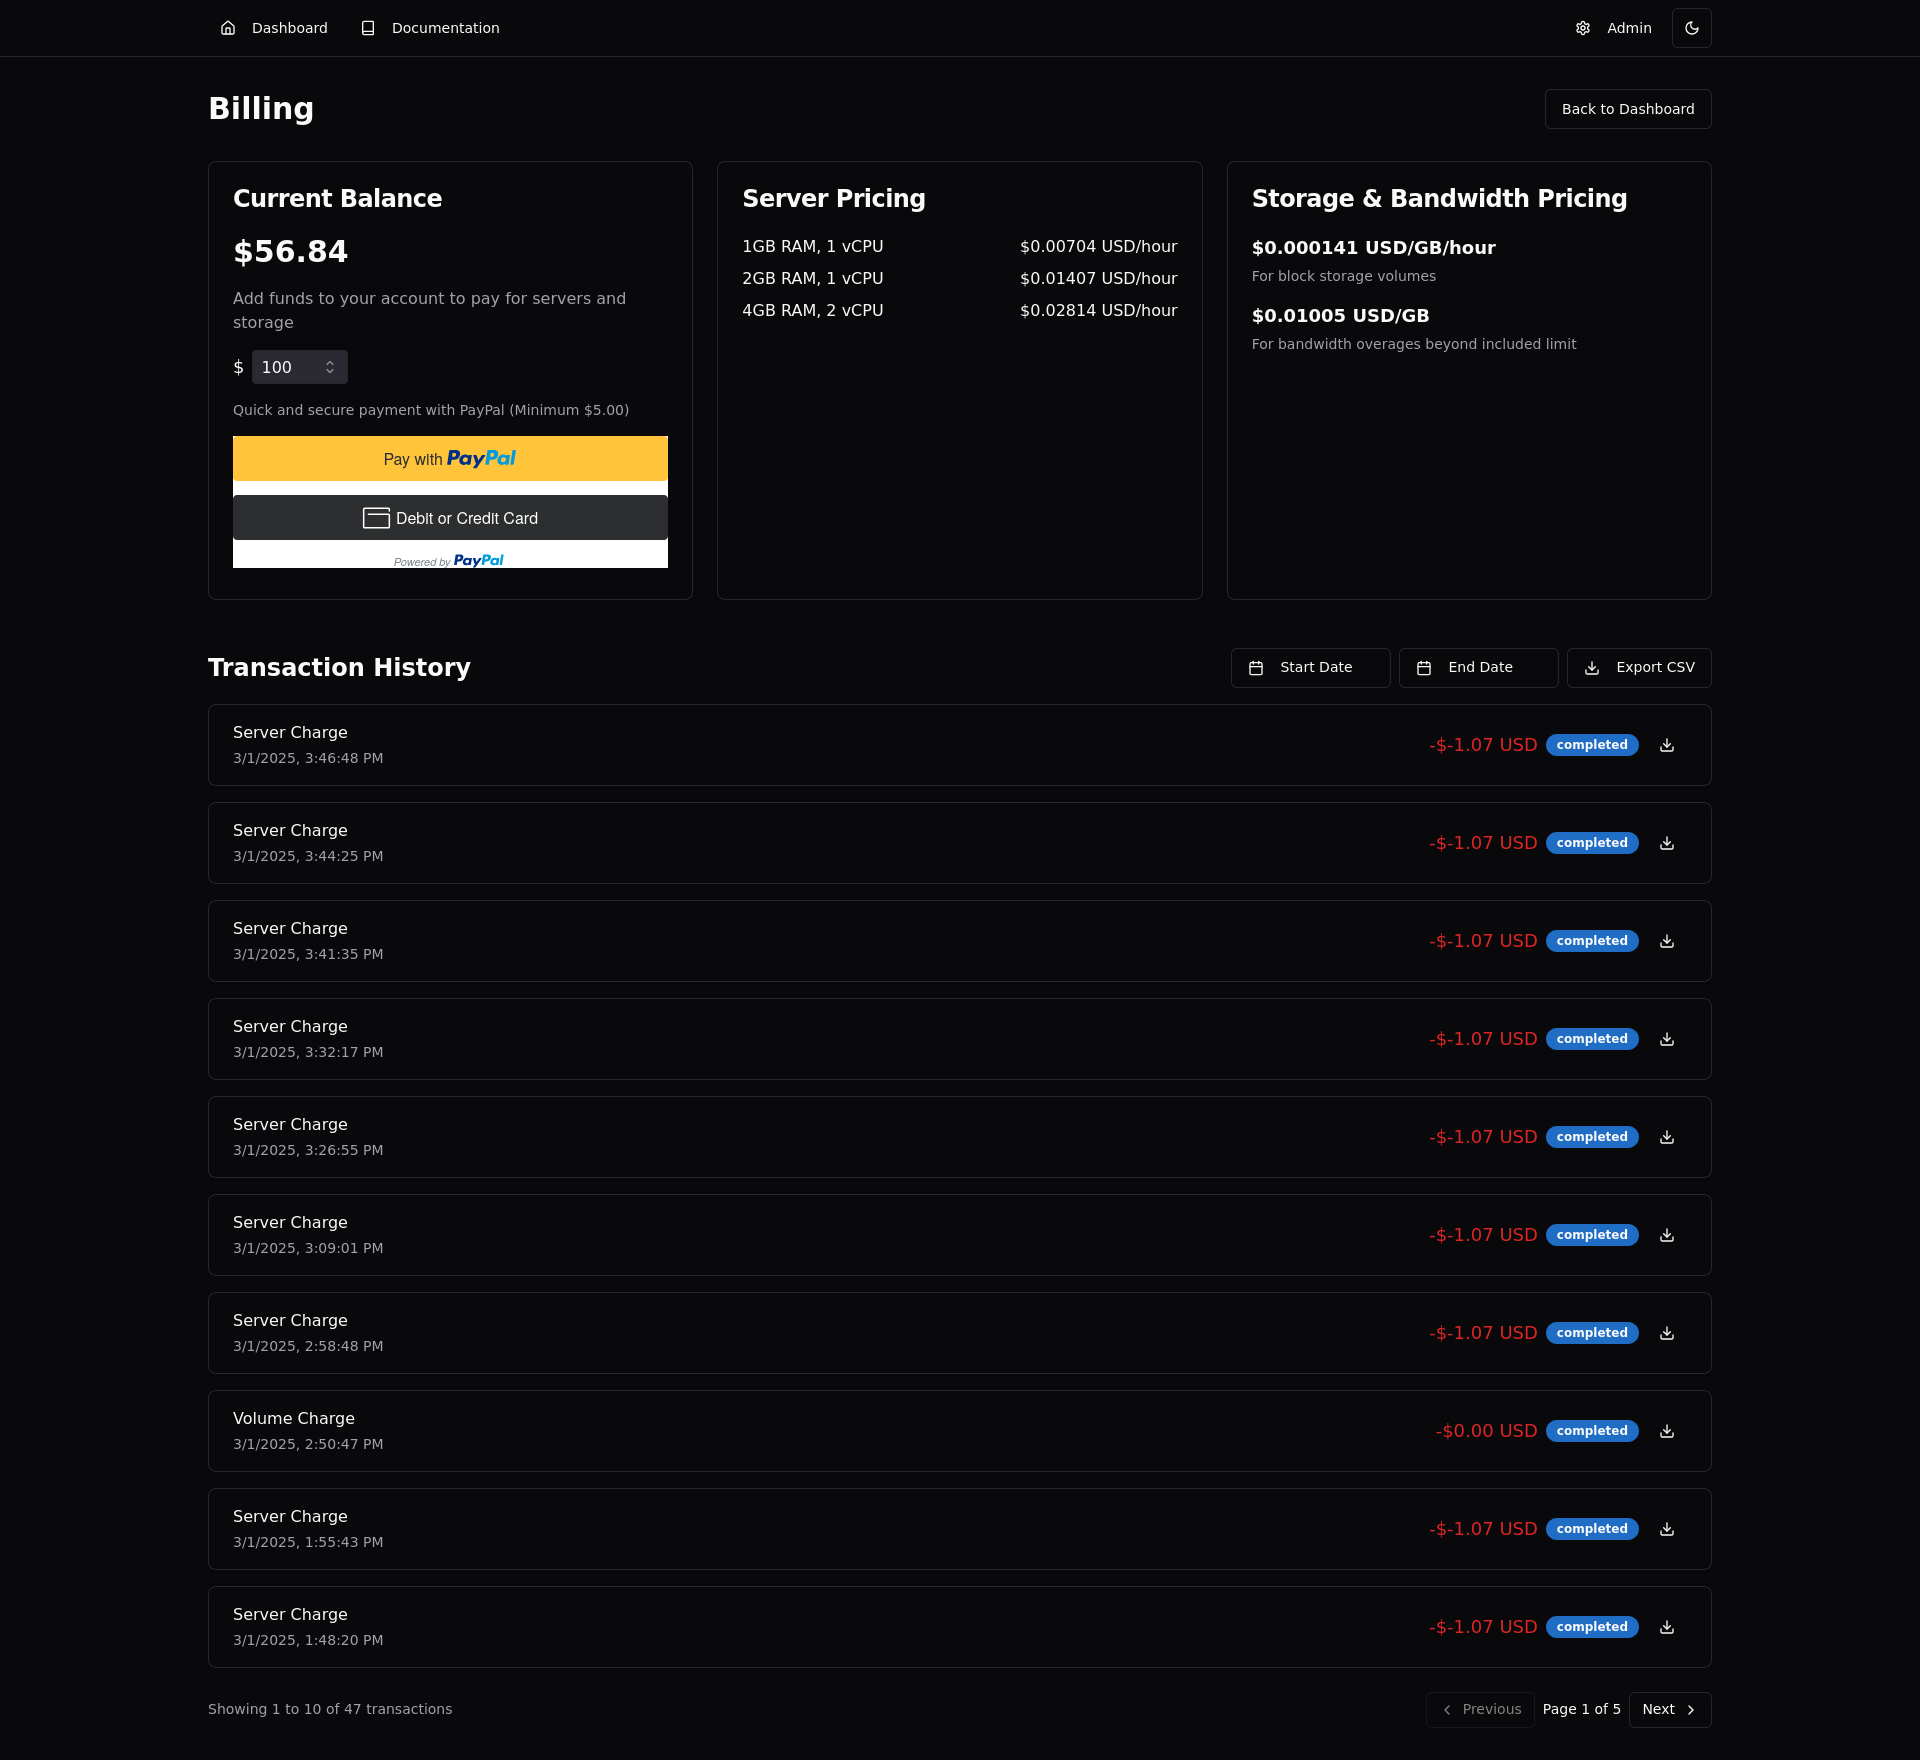 Dashboard
Documentation
Admin
Billing
Back to Dashboard
Current Balance
$56.84
Add funds to your account to pay for servers and
storage
$ 100
Quick and secure payment with PayPal (Minimum $5.00)
Pay with PayPal
Debit or Credit Card
Powered by PayPal
Server Pricing
1GB RAM, 1 vCPU $0.00704 USD/hour
2GB RAM, 1 vCPU $0.01407 USD/hour
4GB RAM, 2 vCPU $0.02814 USD/hour
Storage & Bandwidth Pricing
$0.000141 USD/GB/hour
For block storage volumes
$0.01005 USD/GB
For bandwidth overages beyond included limit
Transaction History
Start Date
End Date
Export CSV
Server Charge
3/1/2025, 3:46:48 PM
-$-1.07 USD completed
Server Charge
3/1/2025, 3:44:25 PM
-$-1.07 USD completed
Server Charge
3/1/2025, 3:41:35 PM
-$-1.07 USD completed
Server Charge
3/1/2025, 3:32:17 PM
-$-1.07 USD completed
Server Charge
3/1/2025, 3:26:55 PM
-$-1.07 USD completed
Server Charge
3/1/2025, 3:09:01 PM
-$-1.07 USD completed
Server Charge
3/1/2025, 2:58:48 PM
-$-1.07 USD completed
Volume Charge
3/1/2025, 2:50:47 PM
-$0.00 USD completed
Server Charge
3/1/2025, 1:55:43 PM
-$-1.07 USD completed
Server Charge
3/1/2025, 1:48:20 PM
-$-1.07 USD completed
Showing 1 to 10 of 47 transactions
Previous
Page 1 of 5
Next